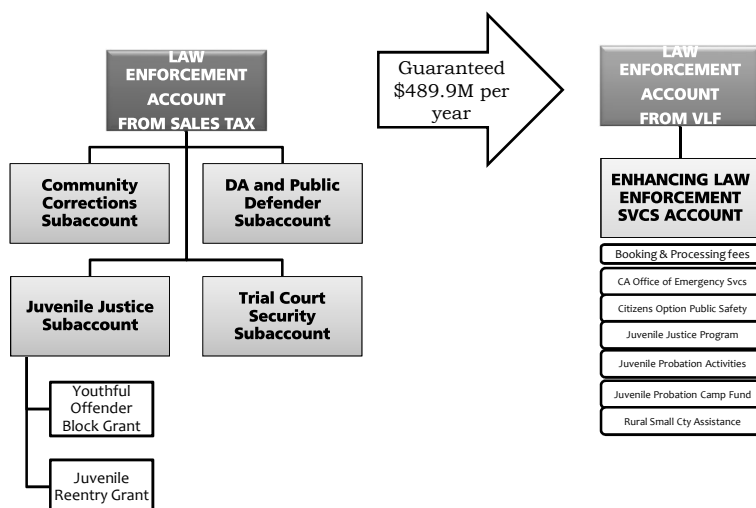 LAW
ENFORCEMENT
ACCOUNT
FROM SALES TAX
Community
Corrections
Subaccount
DA and Public
Defender
Subaccount
Juvenile Justice
Subaccount
Trial Court
Security
Subaccount
Youthful
Offender
Block Grant
Juvenile
Reentry Grant
Guaranteed
$489.9M per
year
LAW
ENFORCEMENT
ACCOUNT
FROM VLF
ENHANCING LAW
ENFORCEMENT
SVCS ACCOUNT
Booking & Processing fees
CA Office of Emergency Svcs
Citizens Option Public Safety
Juvenile Justice Program
Juvenile Probation Activities
Juvenile Probation Camp Fund
Rural Small Cty Assistance